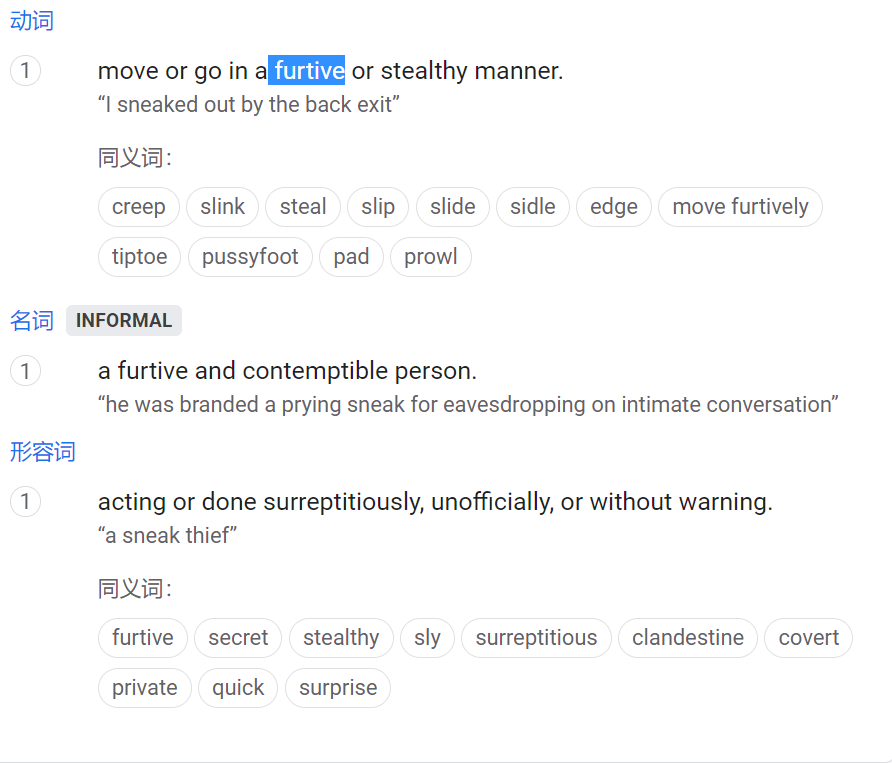 动词
1 move or go in a furtive or stealthy manner.
“I sneaked out by the back exit”
同义词：
creep slink steal slip slide sidle edge move furtively
tiptoe pussyfoot pad prowl
名词 INFORMAL
1 a furtive and contemptible person.
“he was branded a prying sneak for eavesdropping on intimate conversation”
形容词
1 acting or done surreptitiously, unofficially, or without warning.
“a sneak thief”
同义词：
furtive secret stealthy sly surreptitious clandestine covert
private quick surprise